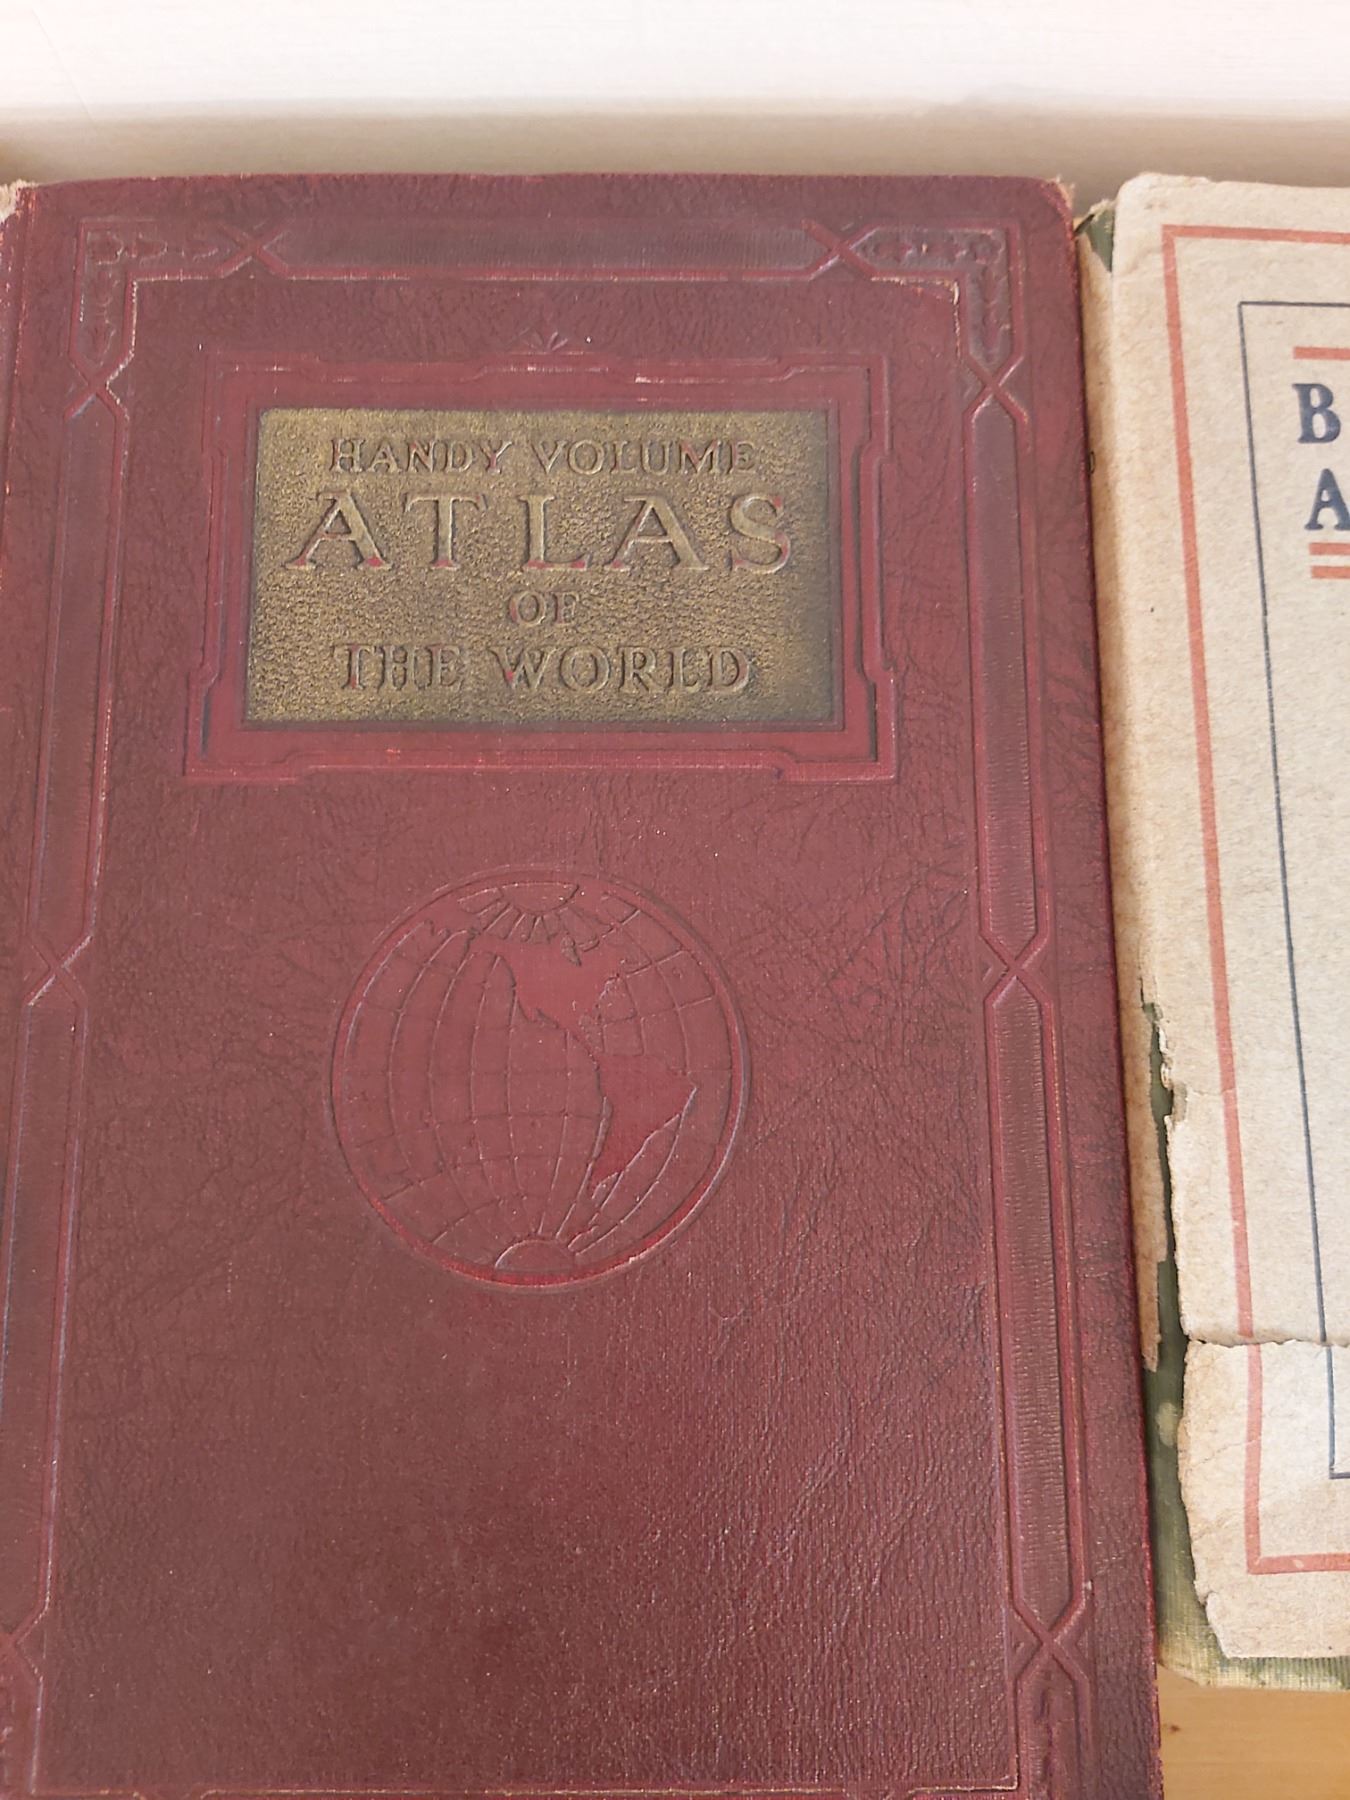 HANDY VOLUME
ATLAS
OF
THE WORLD
B
A